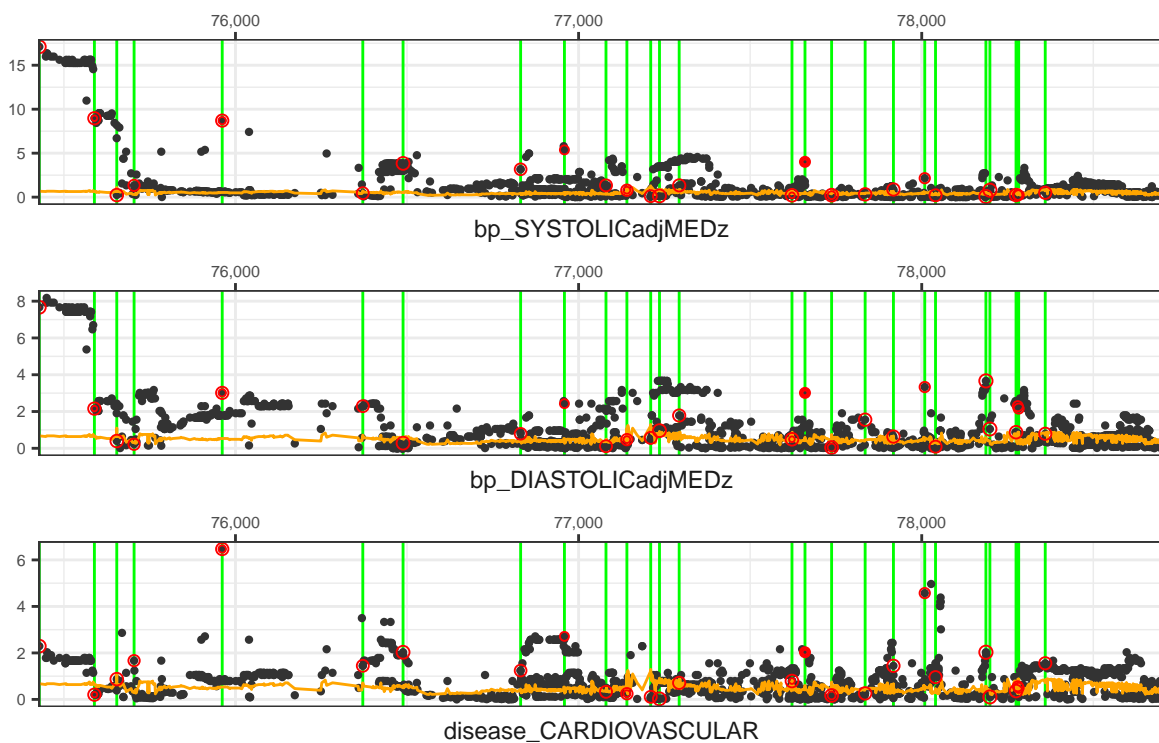 76,000 77,000 78,000
15
10
5
0
bp_SYSTOLICadjMEDz
76,000 77,000 78,000
8
6
4
2
0
bp_DIASTOLICadjMEDz
76,000 77,000 78,000
6
4
2
0
disease_CARDIOVASCULAR